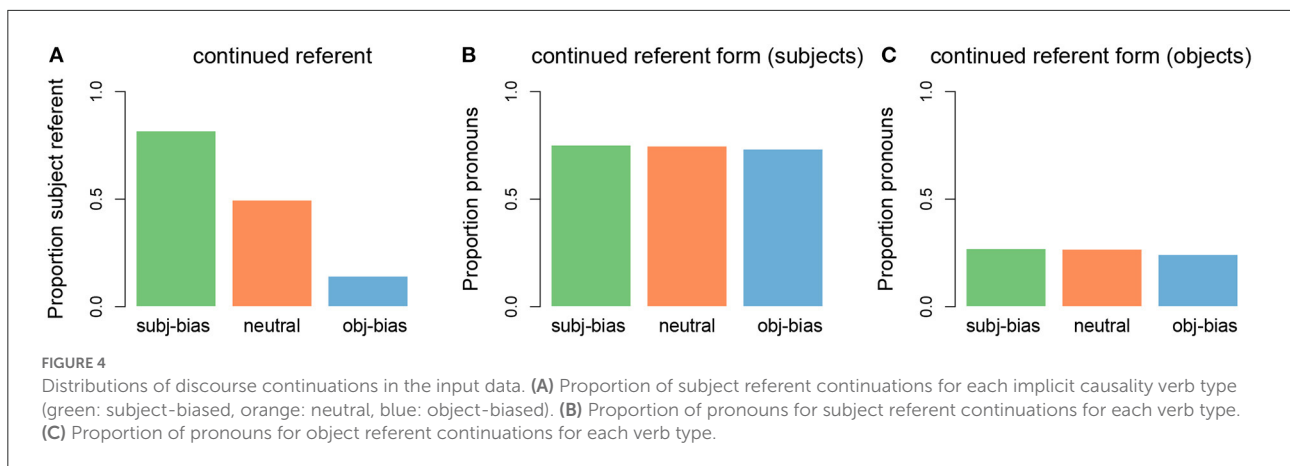 A continued referent
Proportion subject referent
1.0
0.5
0.0
subj-bias neutral obj-bias
B continued referent form (subjects)
Proportion pronouns
1.0
0.5
0.0
subj-bias neutral obj-bias
C continued referent form (objects)
Proportion pronouns
1.0
0.5
0.0
subj-bias neutral obj-bias
FIGURE 4
Distributions of discourse continuations in the input data. (A) Proportion of subject referent continuations for each implicit causality verb type
(green: subject-biased, orange: neutral, blue: object-biased). (B) Proportion of pronouns for subject referent continuations for each verb type.
(C) Proportion of pronouns for object referent continuations for each verb type.